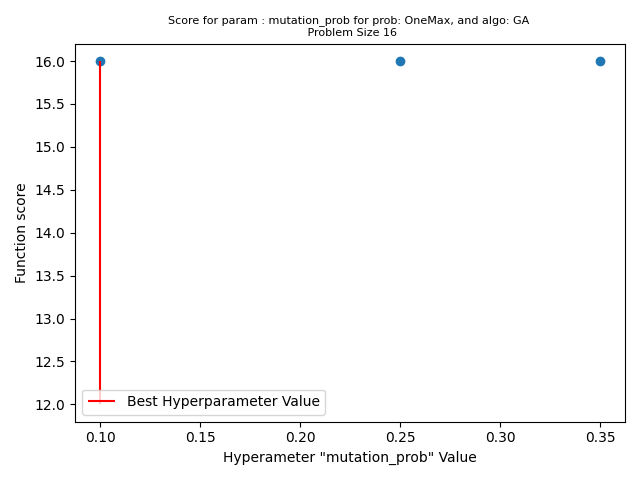 Score for param : mutation_prob for prob: OneMax, and algo: GA
Problem Size 16
16.0
15.5
15.0
14.5
14.0
13.5
13.0
12.5
12.0
Function score
Best Hyperparameter Value
0.10 0.15 0.20 0.25 0.30 0.35
Hyperameter "mutation_prob" Value